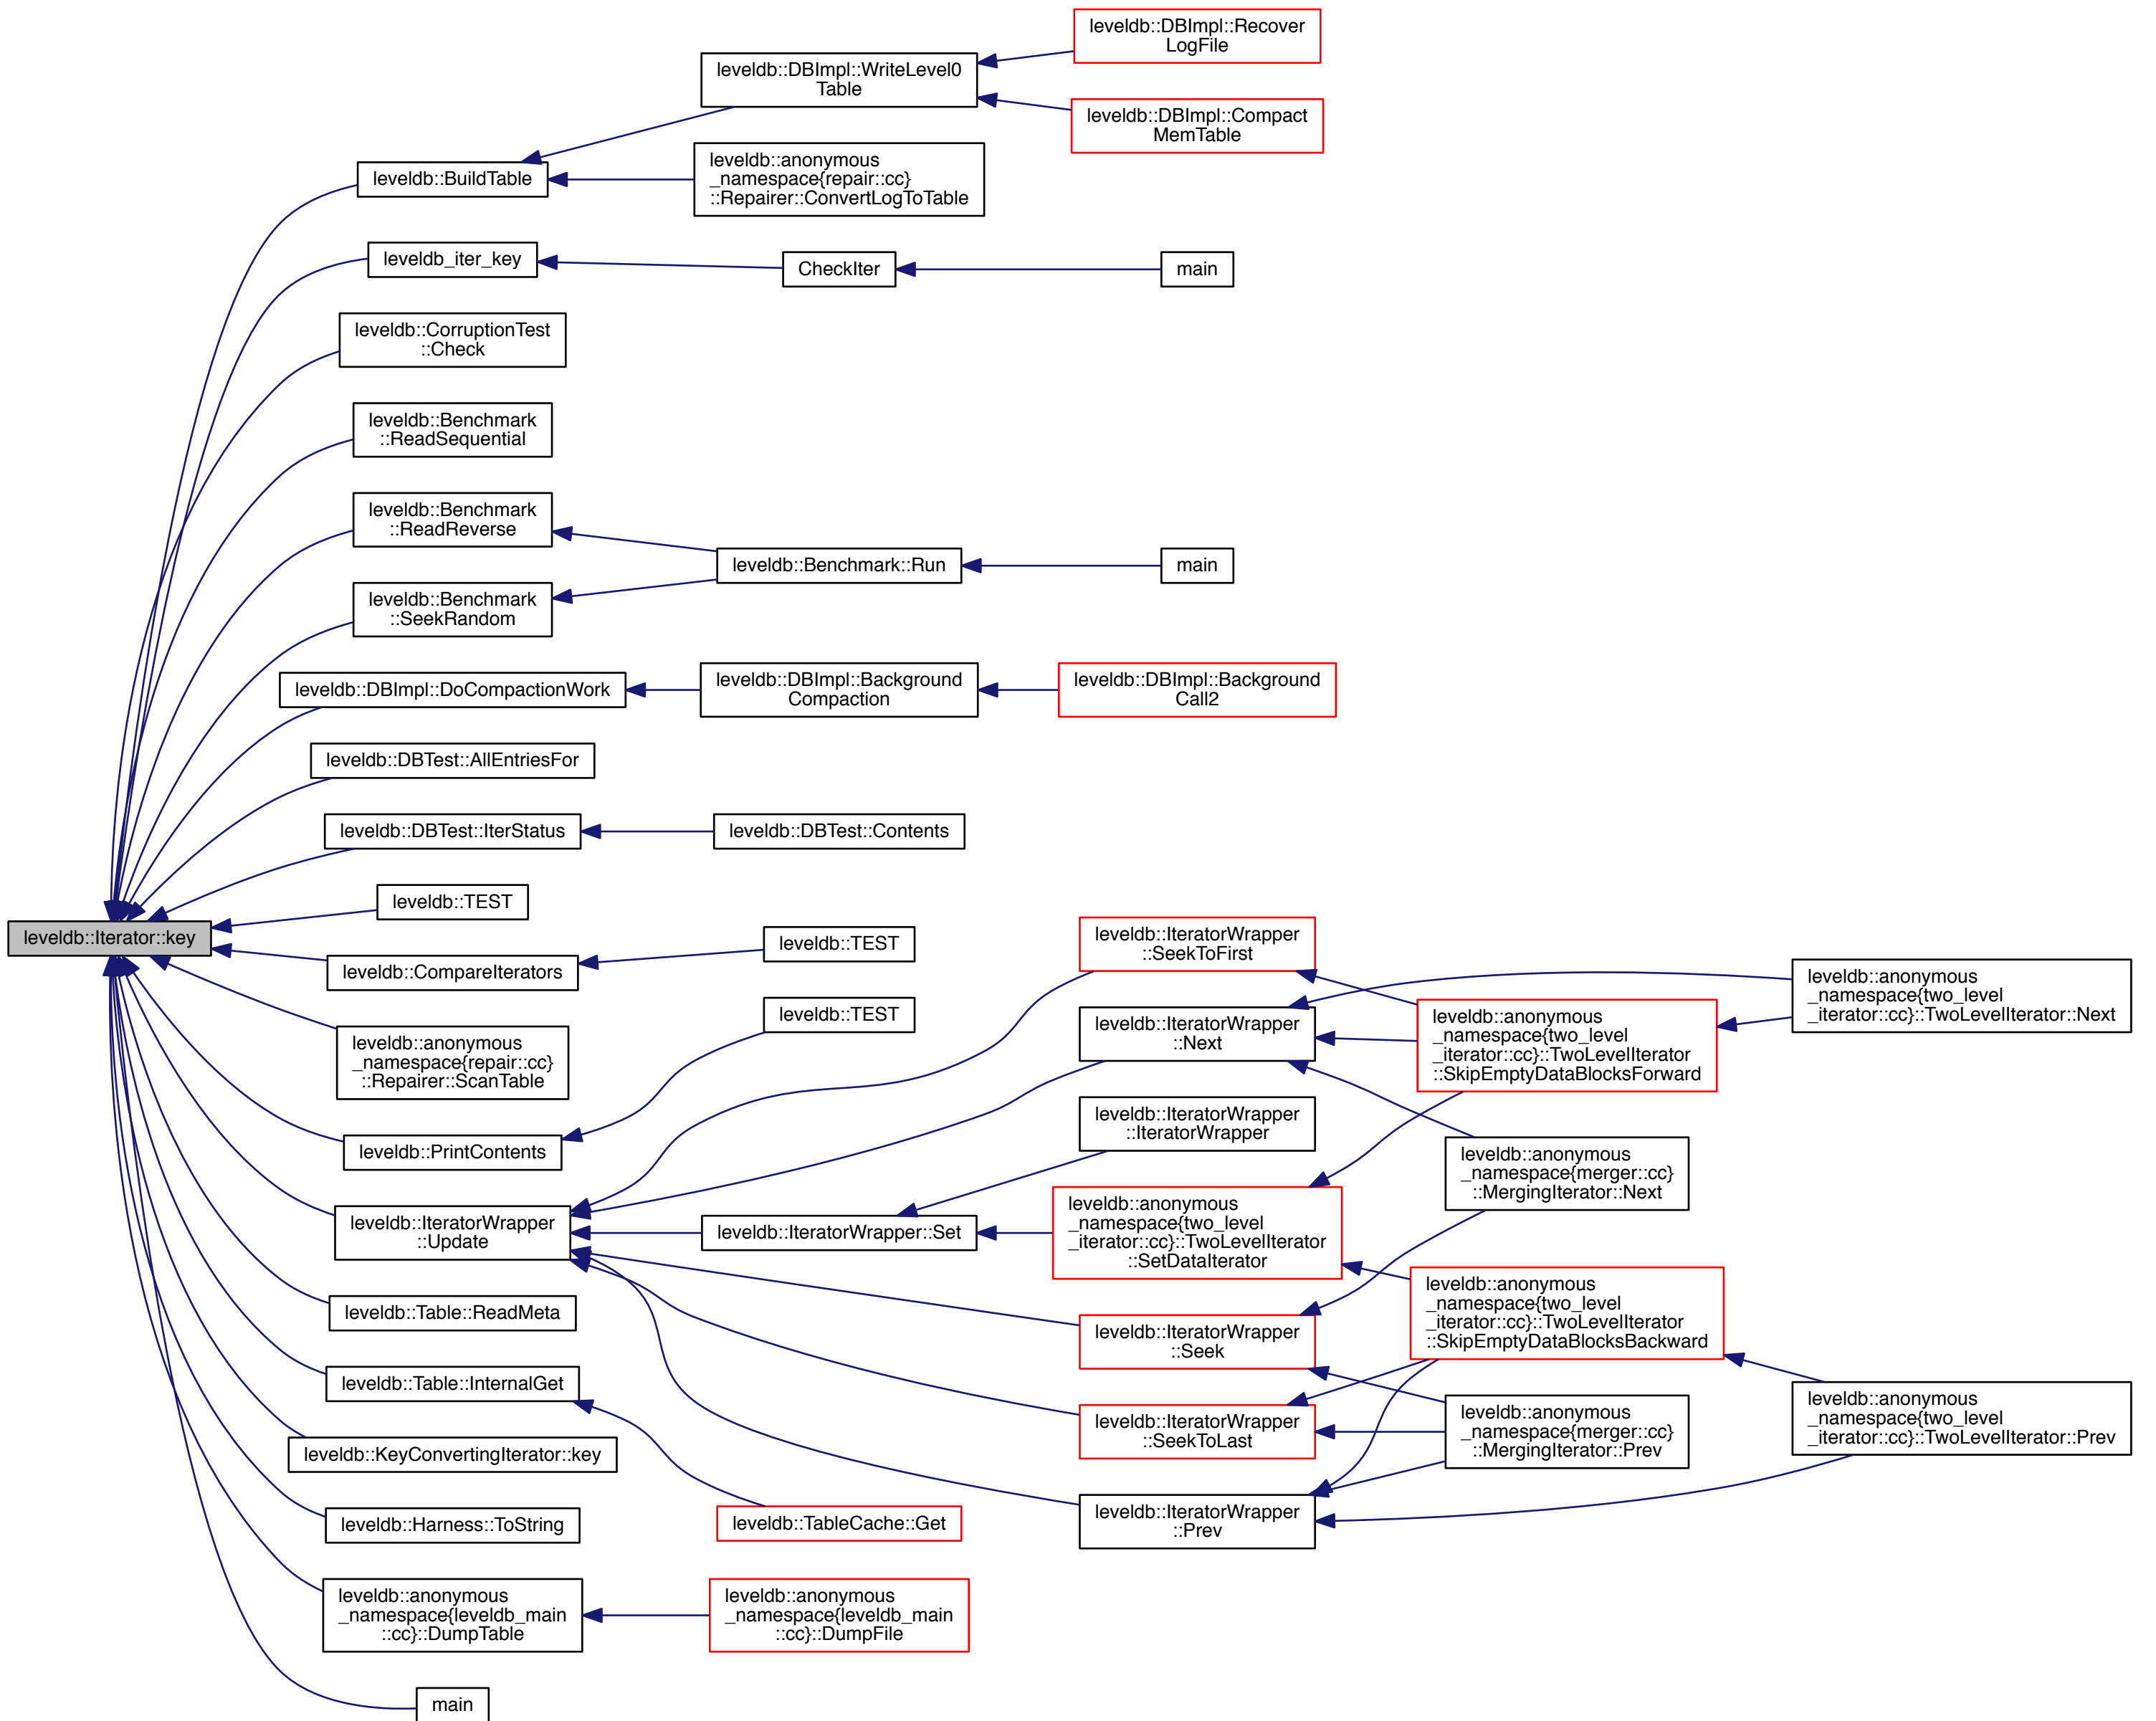 leveldb::DBImpl::Recover
LogFile
leveldb::DBImpl::WriteLevel0
Table
leveldb::DBImpl::Compact
MemTable
leveldb::BuildTable
leveldb::anonymous
_namespace{repair::cc}
::Repairer::ConvertLogToTable
leveldb_iter_key
CheckIter
main
leveldb::CorruptionTest
::Check
leveldb::Benchmark
::ReadSequential
leveldb::Benchmark
::ReadReverse
leveldb::Benchmark::Run
main
leveldb::Benchmark
::SeekRandom
leveldb::DBImpl::DoCompactionWork
leveldb::DBImpl::Background
Compaction
leveldb::DBImpl::Background
Call2
leveldb::DBTest::AllEntriesFor
leveldb::DBTest::IterStatus
leveldb::DBTest::Contents
leveldb::TEST
leveldb::Iterator::key
leveldb::CompareIterators
leveldb::TEST
leveldb::anonymous
_namespace{repair::cc}
::Repairer::ScanTable
leveldb::TEST
leveldb::PrintContents
leveldb::IteratorWrapper
::SeekToFirst
leveldb::IteratorWrapper
::Next
leveldb::anonymous
_namespace{two_level
_iterator::cc}::TwoLevelIterator
::SkipEmptyDataBlocksForward
leveldb::anonymous
_namespace{two_level
_iterator::cc}::TwoLevelIterator::Next
leveldb::IteratorWrapper
::IteratorWrapper
leveldb::anonymous
_namespace{merger::cc}
::MergingIterator::Next
leveldb::IteratorWrapper
::Update
leveldb::IteratorWrapper::Set
leveldb::anonymous
_namespace{two_level
_iterator::cc}::TwoLevelIterator
::SetDataIterator
leveldb::anonymous
_namespace{two_level
_iterator::cc}::TwoLevelIterator
::SkipEmptyDataBlocksBackward
leveldb::IteratorWrapper
::Seek
leveldb::IteratorWrapper
::SeekToLast
leveldb::anonymous
_namespace{merger::cc}
::MergingIterator::Prev
leveldb::anonymous
_namespace{two_level
_iterator::cc}::TwoLevelIterator::Prev
leveldb::IteratorWrapper
::Prev
leveldb::Table::ReadMeta
leveldb::Table::InternalGet
leveldb::KeyConvertingIterator::key
leveldb::TableCache::Get
leveldb::Harness::ToString
leveldb::anonymous
_namespace{leveldb_main
::cc}::DumpTable
leveldb::anonymous
_namespace{leveldb_main
::cc}::DumpFile
main